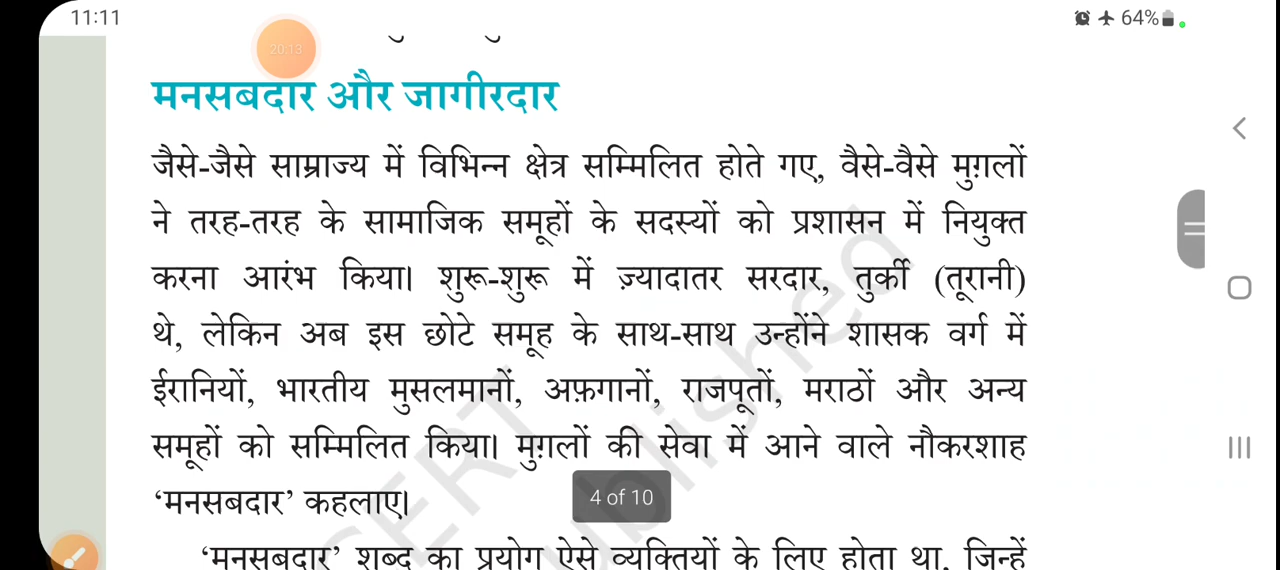 11:11
64%
20:13
मनसबदार और जागीरदार
जैसे-जैसे साम्राज्य में विभिन्न क्षेत्र सम्मिलित होते गए, वैसे-वैसे मुग़लों
ने तरह-तरह के सामाजिक समूहों के सदस्यों को प्रशासन में नियुक्त
करना आरंभ किया। शुरू-शुरू में ज़्यादातर सरदार, तुर्की (तूरानी)
थे, लेकिन अब इस छोटे समूह के साथ-साथ उन्होंने शासक वर्ग में
ईरानियों, भारतीय मुसलमानों, अफ़गानों, राजपूतों, मराठों और अन्य
समूहों को सम्मिलित किया। मुग़लों की सेवा में आने वाले नौकरशाह
‘मनसबदार’ कहलाए।
4 of 10
‘मनसबदार’ शब्द का प्रयोग ऐसे व्यक्तियों के लिए होता था, जिन्हें